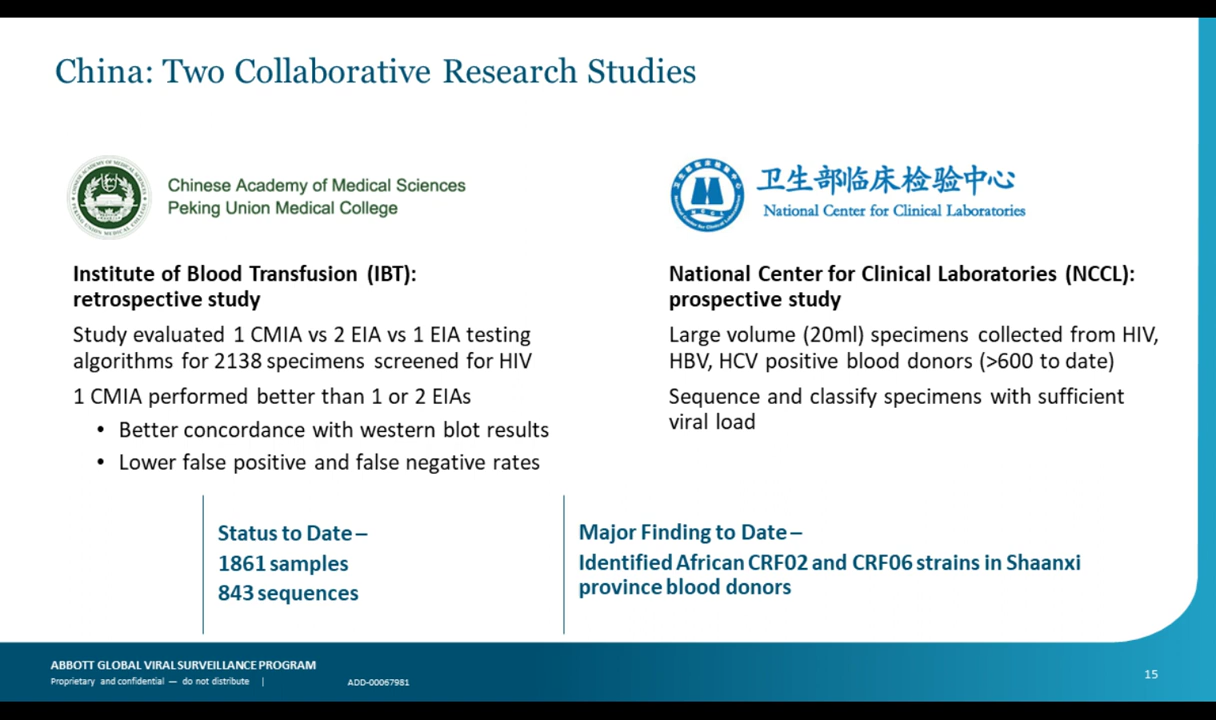 China: Two Collaborative Research Studies
Chinese Academy of Medical Sciences
Peking Union Medical College
卫生部临床检验中心
National Center for Clinical Laboratories
NCCL
Institute of Blood Transfusion (IBT):
retrospective study
Study evaluated 1 CMIA vs 2 EIA vs 1 EIA testing
algorithms for 2138 specimens screened for HIV
1 CMIA performed better than 1 or 2 EIAs
• Better concordance with western blot results
• Lower false positive and false negative rates
National Center for Clinical Laboratories (NCCL):
prospective study
Large volume (20ml) specimens collected from HIV,
HBV, HCV positive blood donors (>600 to date)
Sequence and classify specimens with sufficient
viral load
Status to Date –
1861 samples
843 sequences
Major Finding to Date –
Identified African CRF02 and CRF06 strains in Shaanxi
province blood donors
ABBOTT GLOBAL VIRAL SURVEILLANCE PROGRAM
Proprietary and confidential — do not distribute |
ADD-00067981
15